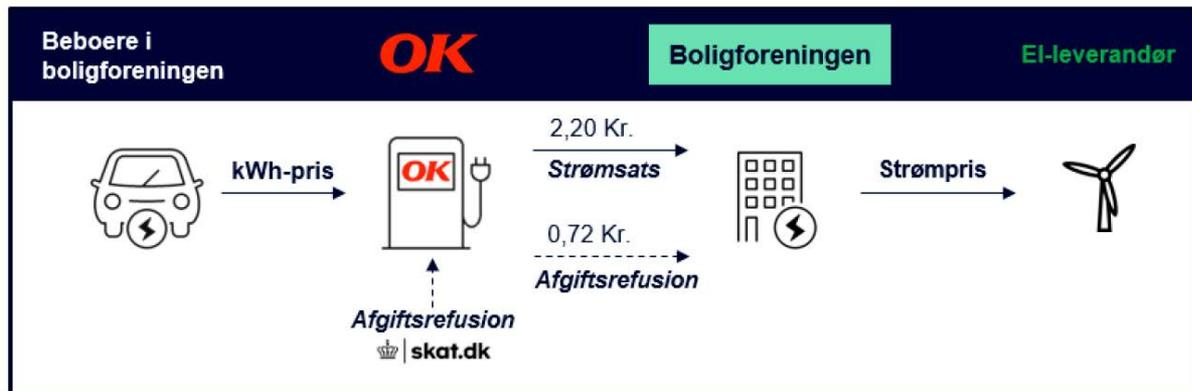 Beboere i
boligforeningen
OK
Boligforeningen
El-leverandør
kWh-pris
OK
2,20 Kr.
Strømsats
0,72 Kr.
Afgiftsrefusion
Strømpris
Afgiftsrefusion
skat.dk